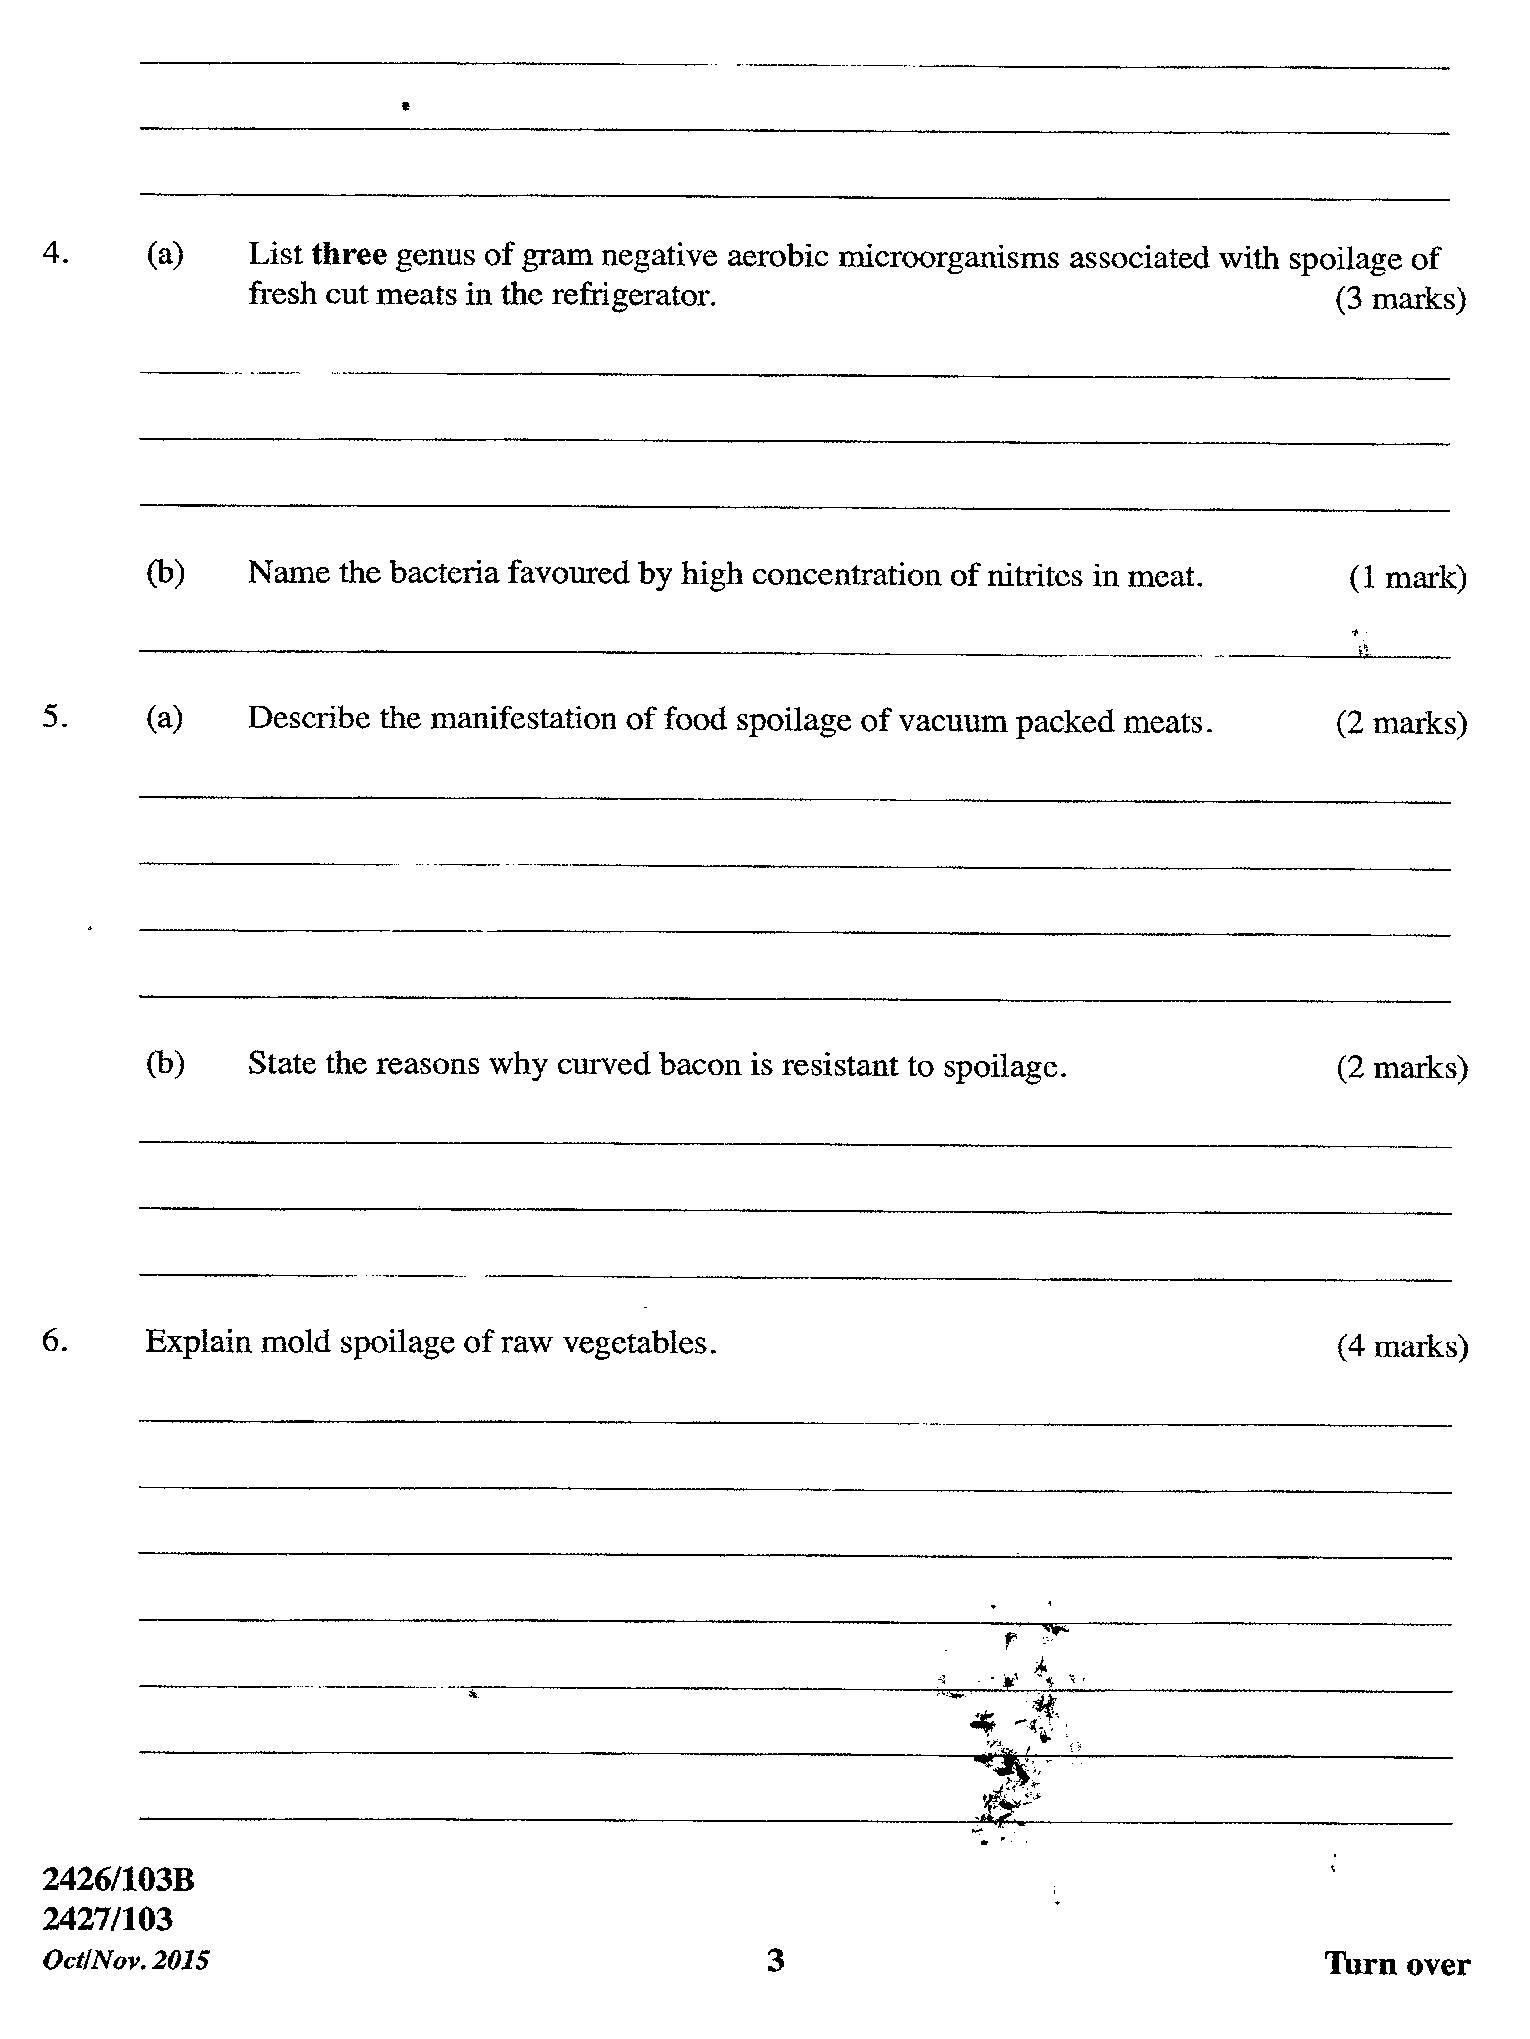 4. (a) List three genus of gram negative aerobic microorganisms associated with spoilage of
fresh cut meats in the refrigerator. (3 marks)
(b) Name the bacteria favoured by high concentration of nitrites in meat. (1 mark)
5. (a) Describe the manifestation of food spoilage of vacuum packed meats. (2 marks)
(b) State the reasons why curved bacon is resistant to spoilage. (2 marks)
6. Explain mold spoilage of raw vegetables. (4 marks)
2426/103B
2427/103
Oct/Nov. 2015 3 Turn over